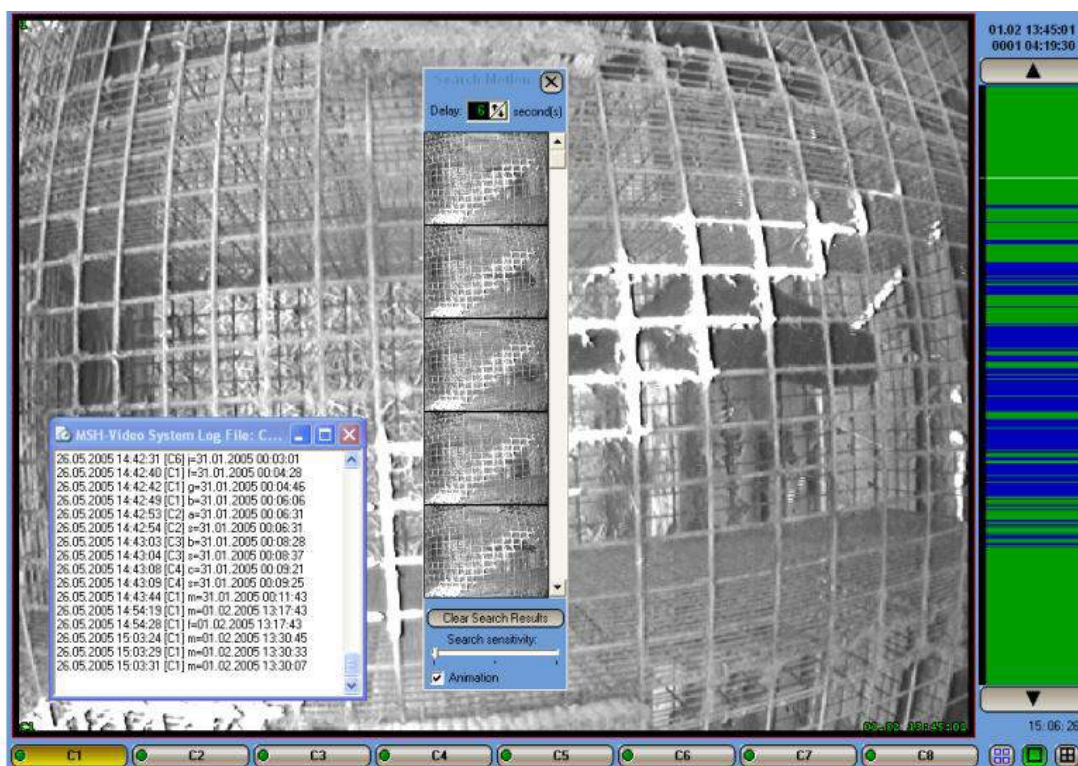 01.02 13:45:01
0001 04:19:30
Search Motion
Delay: 6 second(s)
MSH-Video System Log File: C...
26.05.2005 14:42:31 [C6] i=31.01.2005 00:03:01
26.05.2005 14:42:40 [C1] f=31.01.2005 00:04:28
26.05.2005 14:42:42 [C1] g=31.01.2005 00:04:46
26.05.2005 14:42:49 [C1] b=31.01.2005 00:06:06
26.05.2005 14:42:53 [C2] a=31.01.2005 00:06:31
26.05.2005 14:42:54 [C2] s=31.01.2005 00:06:31
26.05.2005 14:43:03 [C3] b=31.01.2005 00:08:28
26.05.2005 14:43:04 [C3] s=31.01.2005 00:08:37
26.05.2005 14:43:08 [C4] c=31.01.2005 00:09:21
26.05.2005 14:43:09 [C4] s=31.01.2005 00:09:25
26.05.2005 14:43:44 [C1] m=31.01.2005 00:11:43
26.05.2005 14:54:19 [C1] m=01.02.2005 13:17:43
26.05.2005 14:54:28 [C1] f=01.02.2005 13:17:43
26.05.2005 15:03:24 [C1] m=01.02.2005 13:30:45
26.05.2005 15:03:29 [C1] m=01.02.2005 13:30:33
26.05.2005 15:03:31 [C1] m=01.02.2005 13:30:07
Clear Search Results
Search sensitivity:
Animation
C1
01.02 13:45:01
15:06:26
C1
C2
C3
C4
C5
C6
C7
C8